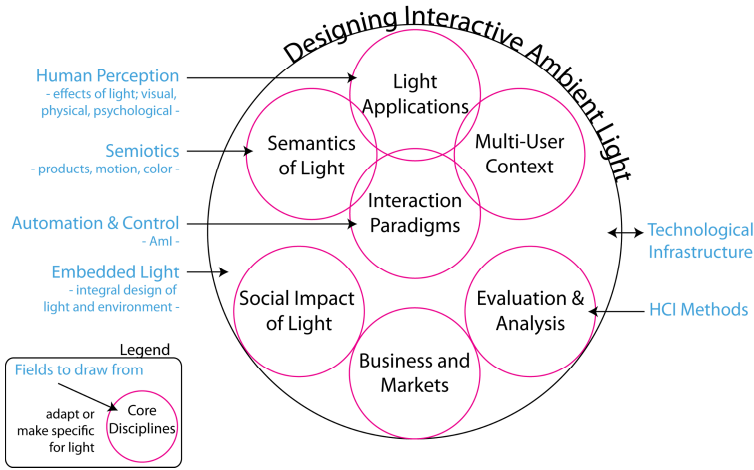 Designing Interactive Ambient Light
Human Perception
- effects of light; visual,
physical, psychological -
Semiotics
- products, motion, color -
Automation & Control
- AmI -
Embedded Light
- integral design of
light and environment -
Light
Applications
Semantics
of Light
Multi-User
Context
Interaction
Paradigms
Social Impact
of Light
Evaluation &
Analysis
Business and
Markets
Technological
Infrastructure
HCI Methods
Legend
Fields to draw from
adapt or
make specific
for light
Core
Disciplines